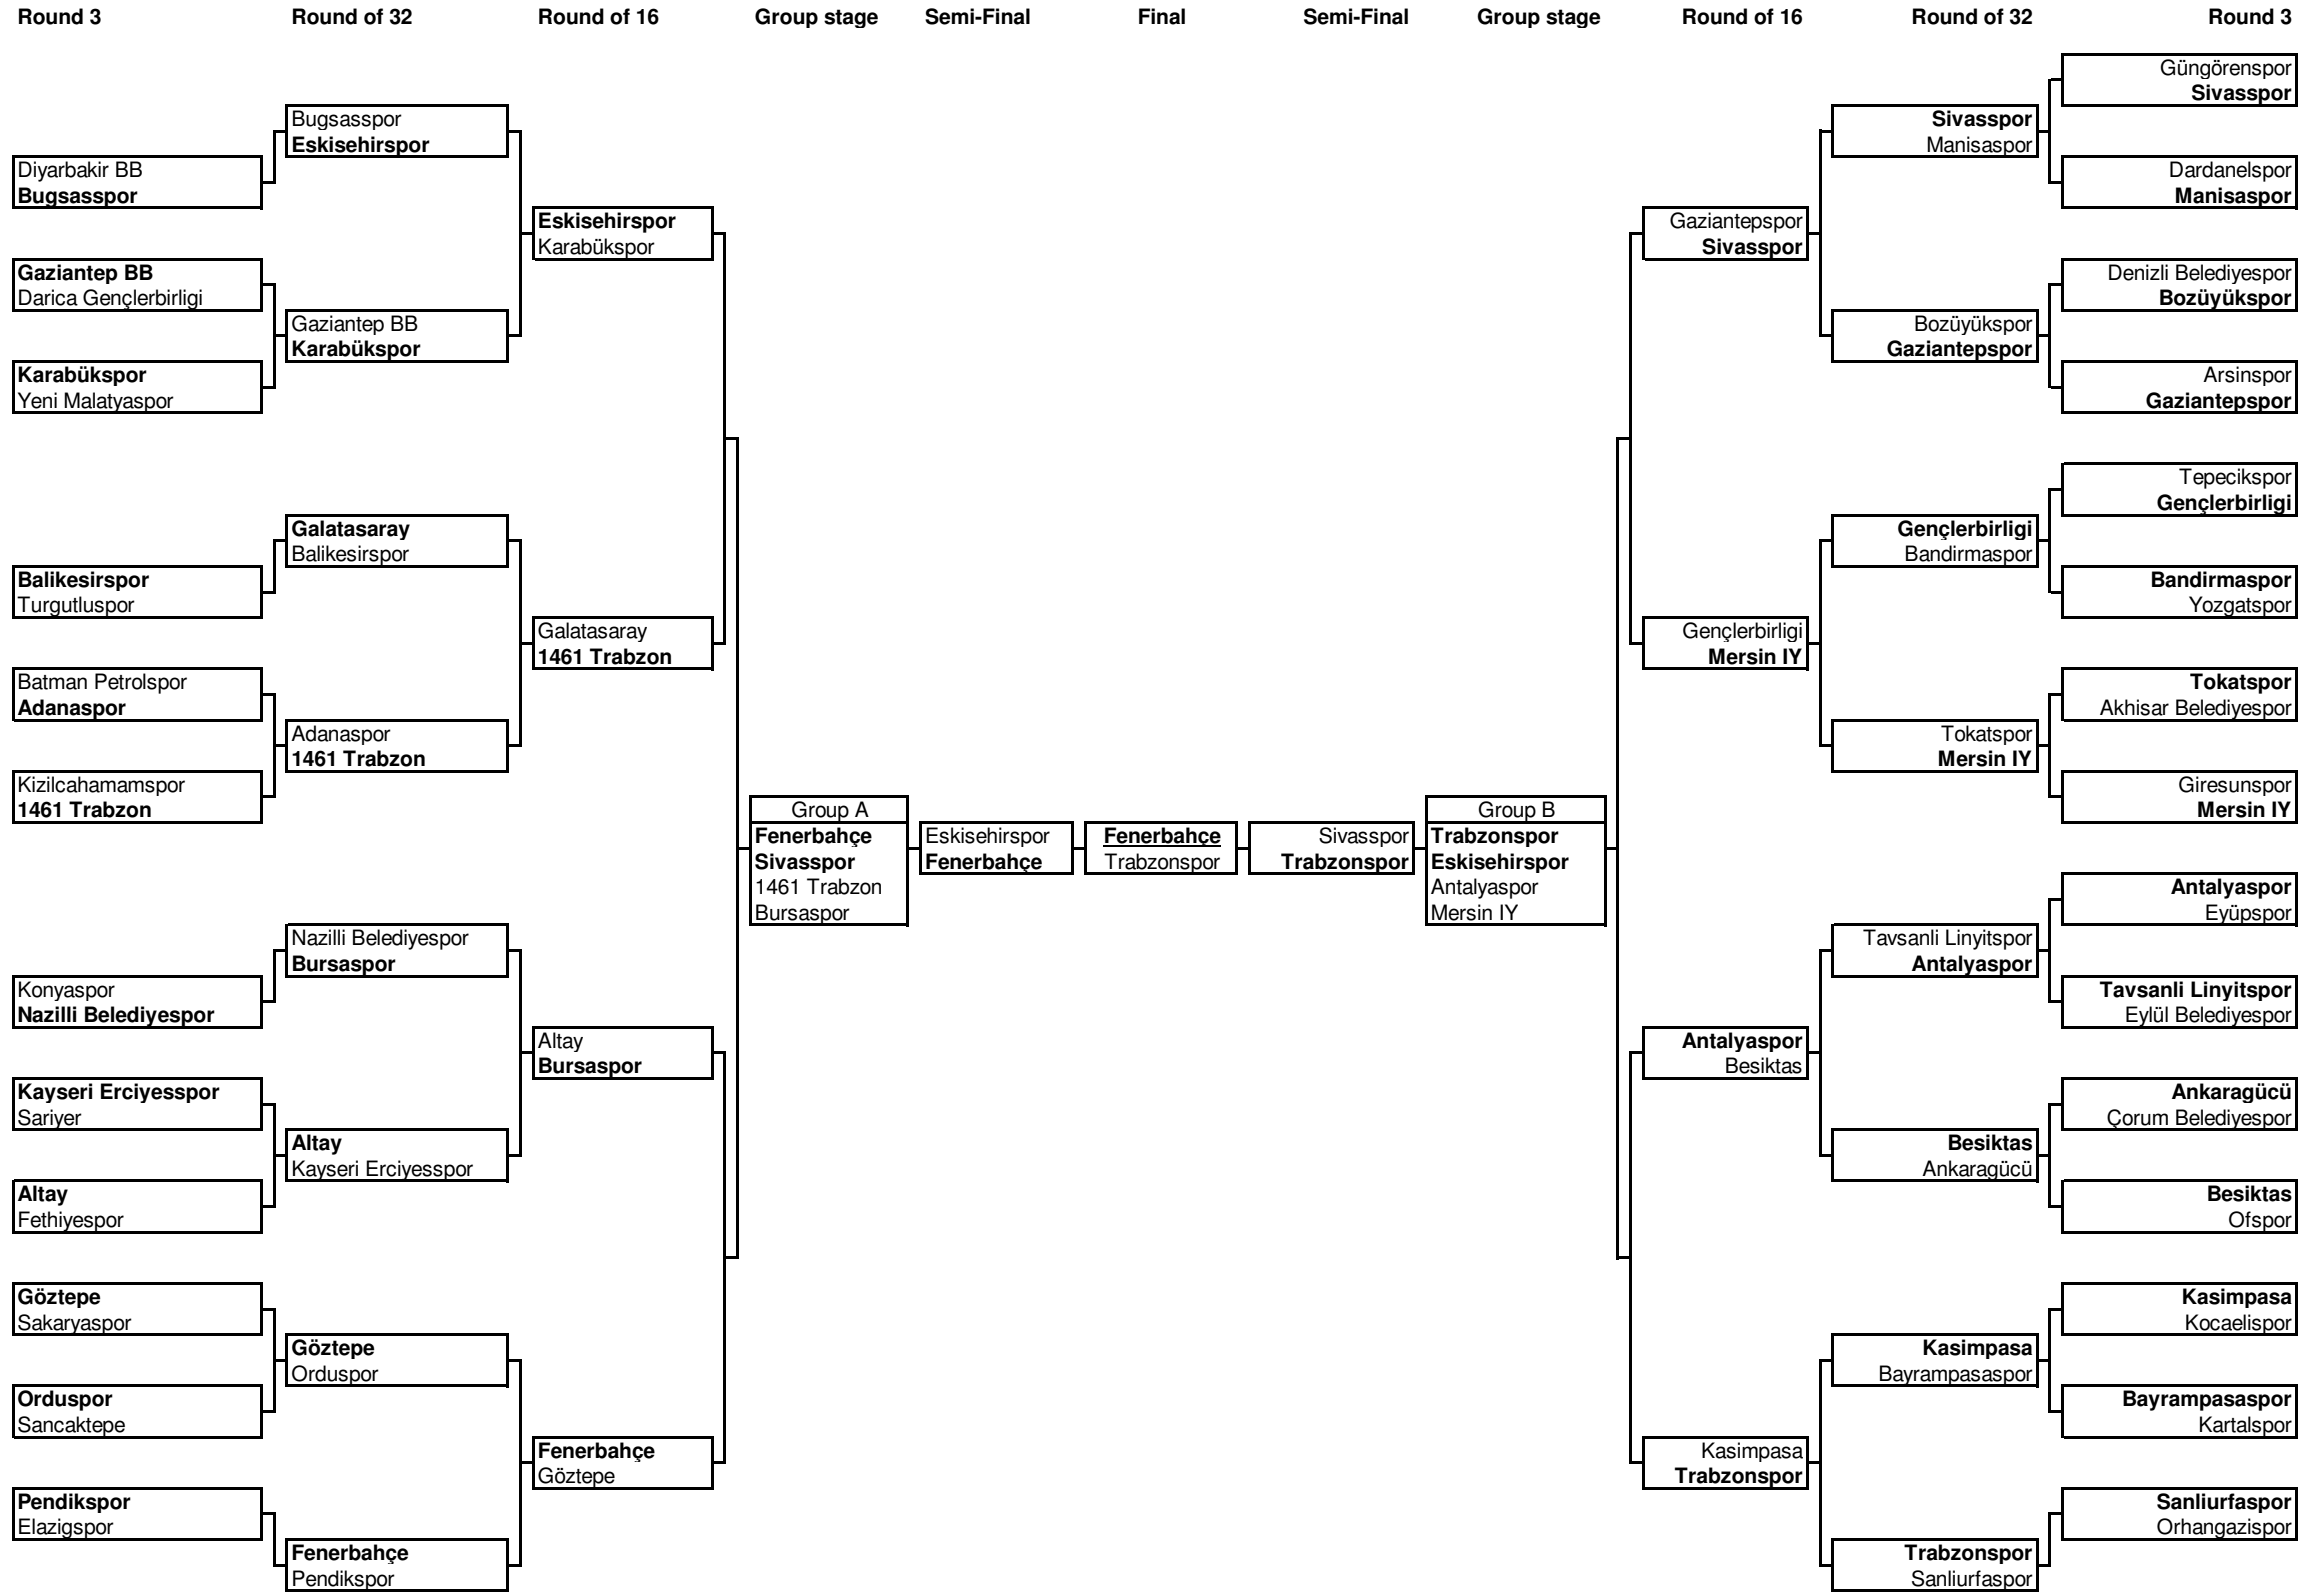 Round 3
Round of 32
Round of 16
Group stage
Semi-Final
Final
Semi-Final
Group stage
Round of 16
Round of 32
Round 3
Diyarbakir BB
Bugsasspor
Gaziantep BB
Darica Gençlerbirligi
Karabükspor
Yeni Malatyaspor
Balikesirspor
Turgutluspor
Batman Petrolspor
Adanaspor
Kizilcahamamspor
1461 Trabzon
Konyaspor
Nazilli Belediyespor
Kayseri Erciyesspor
Sariyer
Altay
Fethiyespor
Göztepe
Sakaryaspor
Orduspor
Sancaktepe
Pendikspor
Elazigspor
Bugsasspor
Eskisehirspor
Gaziantep BB
Karabükspor
Galatasaray
Balikesirspor
Adanaspor
1461 Trabzon
Nazilli Belediyespor
Bursaspor
Altay
Kayseri Erciyesspor
Göztepe
Orduspor
Fenerbahçe
Pendikspor
Eskisehirspor
Karabükspor
Galatasaray
1461 Trabzon
Altay
Bursaspor
Fenerbahçe
Göztepe
Group A
Fenerbahçe
Sivasspor
1461 Trabzon
Bursaspor
Eskisehirspor
Fenerbahçe
Fenerbahçe
Trabzonspor
Sivasspor
Trabzonspor
Group B
Trabzonspor
Eskisehirspor
Antalyaspor
Mersin IY
Gaziantepspor
Sivasspor
Gençlerbirligi
Mersin IY
Antalyaspor
Besiktas
Kasimpasa
Trabzonspor
Sivasspor
Manisaspor
Bozüyükspor
Gaziantepspor
Gençlerbirligi
Bandirmaspor
Tokatspor
Mersin IY
Tavsanli Linyitspor
Antalyaspor
Besiktas
Ankaragücü
Kasimpasa
Bayrampasaspor
Trabzonspor
Sanliurfaspor
Güngörenspor
Sivasspor
Dardanelspor
Manisaspor
Denizli Belediyespor
Bozüyükspor
Arsinspor
Gaziantepspor
Tepecikspor
Gençlerbirligi
Bandirmaspor
Yozgatspor
Tokatspor
Akhisar Belediyespor
Giresunspor
Mersin IY
Antalyaspor
Eyüpspor
Tavsanli Linyitspor
Eylül Belediyespor
Ankaragücü
Çorum Belediyespor
Besiktas
Ofspor
Kasimpasa
Kocaelispor
Bayrampasaspor
Kartalspor
Sanliurfaspor
Orhangazispor